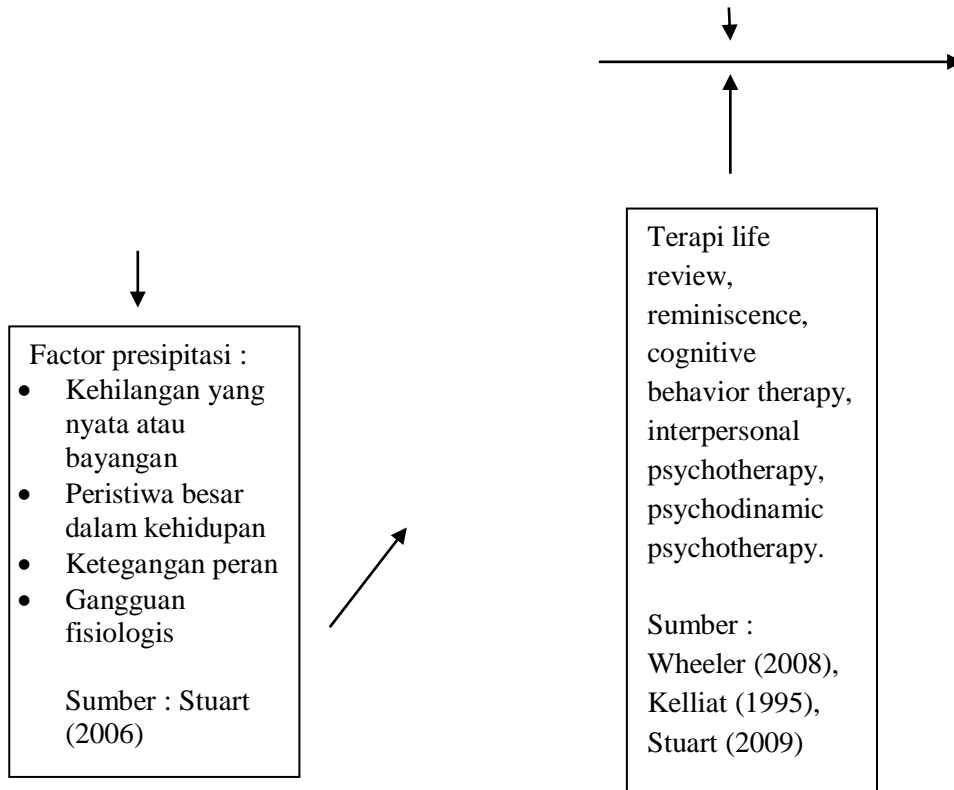 Factor presipitasi :
• Kehilangan yang
nyata atau
bayangan
• Peristiwa besar
dalam kehidupan
• Ketegangan peran
• Gangguan
fisiologis
Sumber : Stuart
(2006)
Terapi life
review,
reminiscence,
cognitive
behavior therapy,
interpersonal
psychotherapy,
psychodinamic
psychotherapy.
Sumber :
Wheeler (2008),
Kelliat (1995),
Stuart (2009)